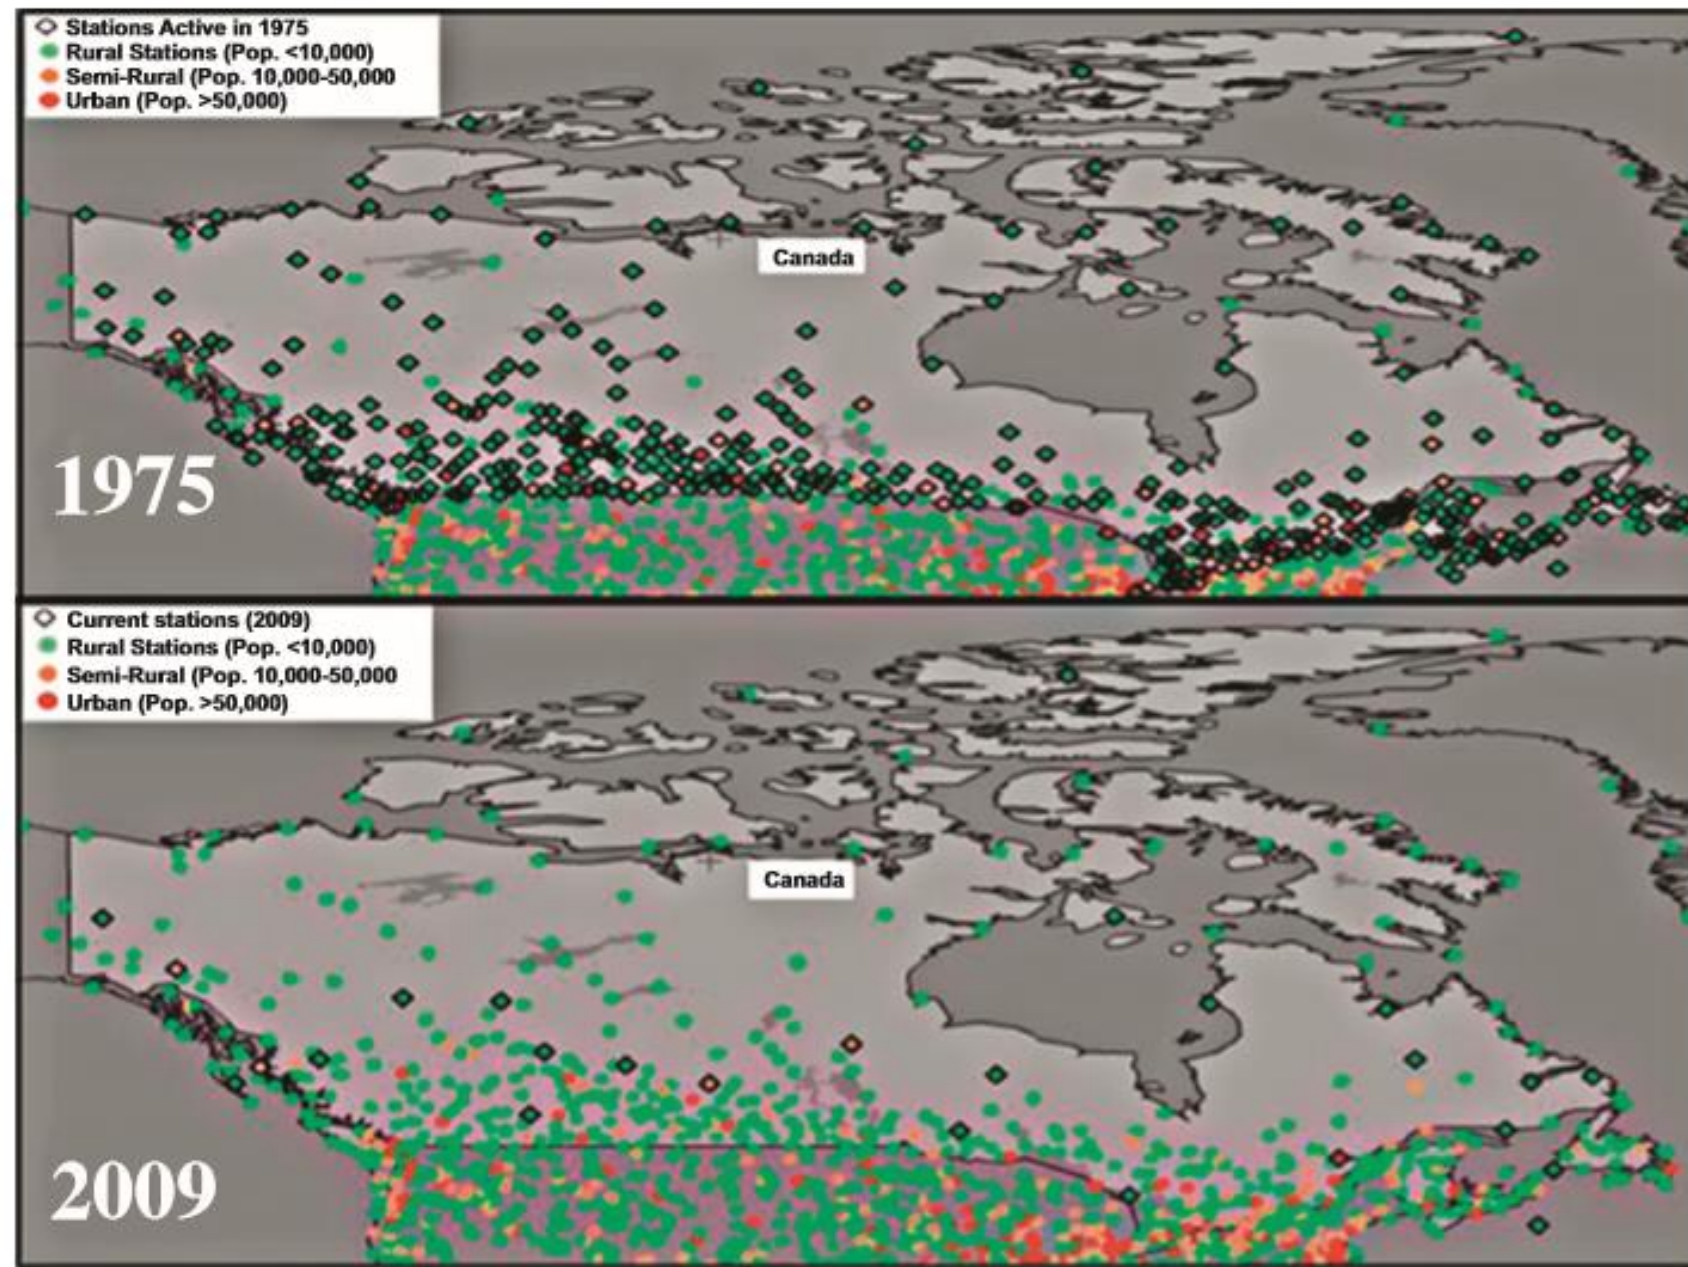 Stations Active in 1975
Rural Stations (Pop. <10,000)
Semi-Rural (Pop. 10,000-50,000
Urban (Pop. >50,000)
Canada
1975
Current stations (2009)
Rural Stations (Pop. <10,000)
Semi-Rural (Pop. 10,000-50,000
Urban (Pop. >50,000)
Canada
2009